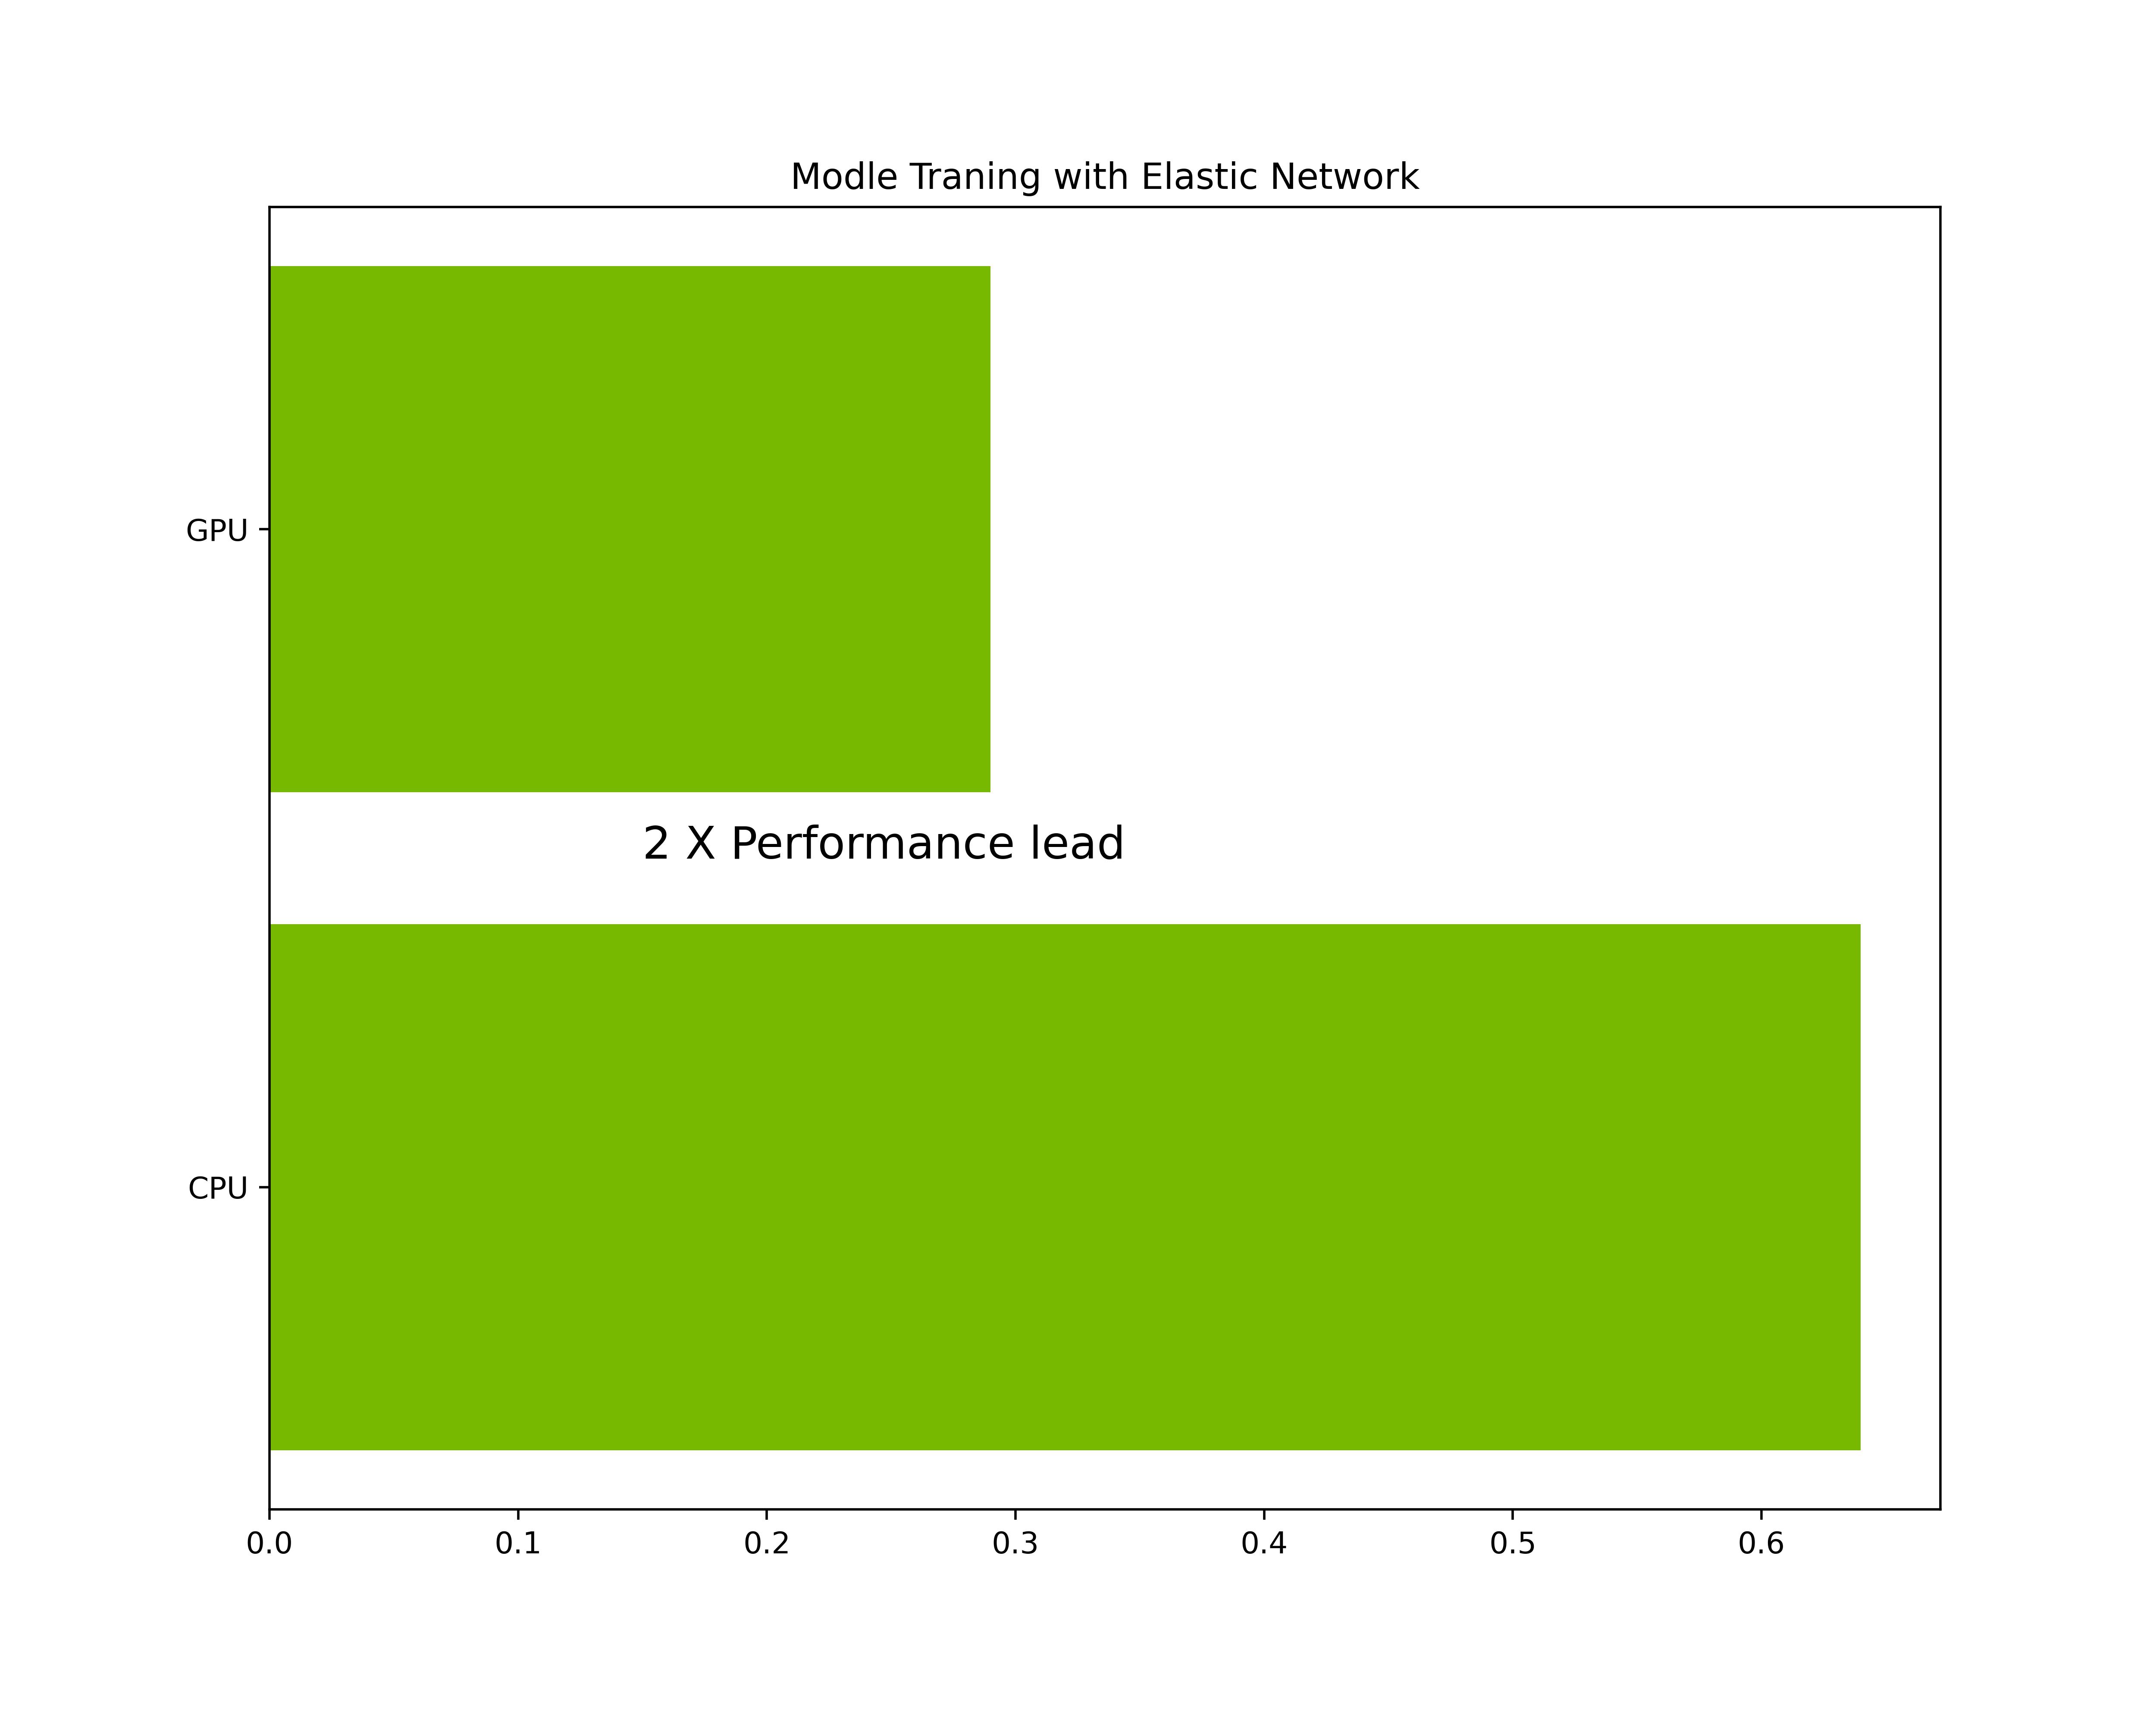 Modle Traning with Elastic Network
GPU
2 X Performance lead
CPU
0.0 0.1 0.2 0.3 0.4 0.5 0.6